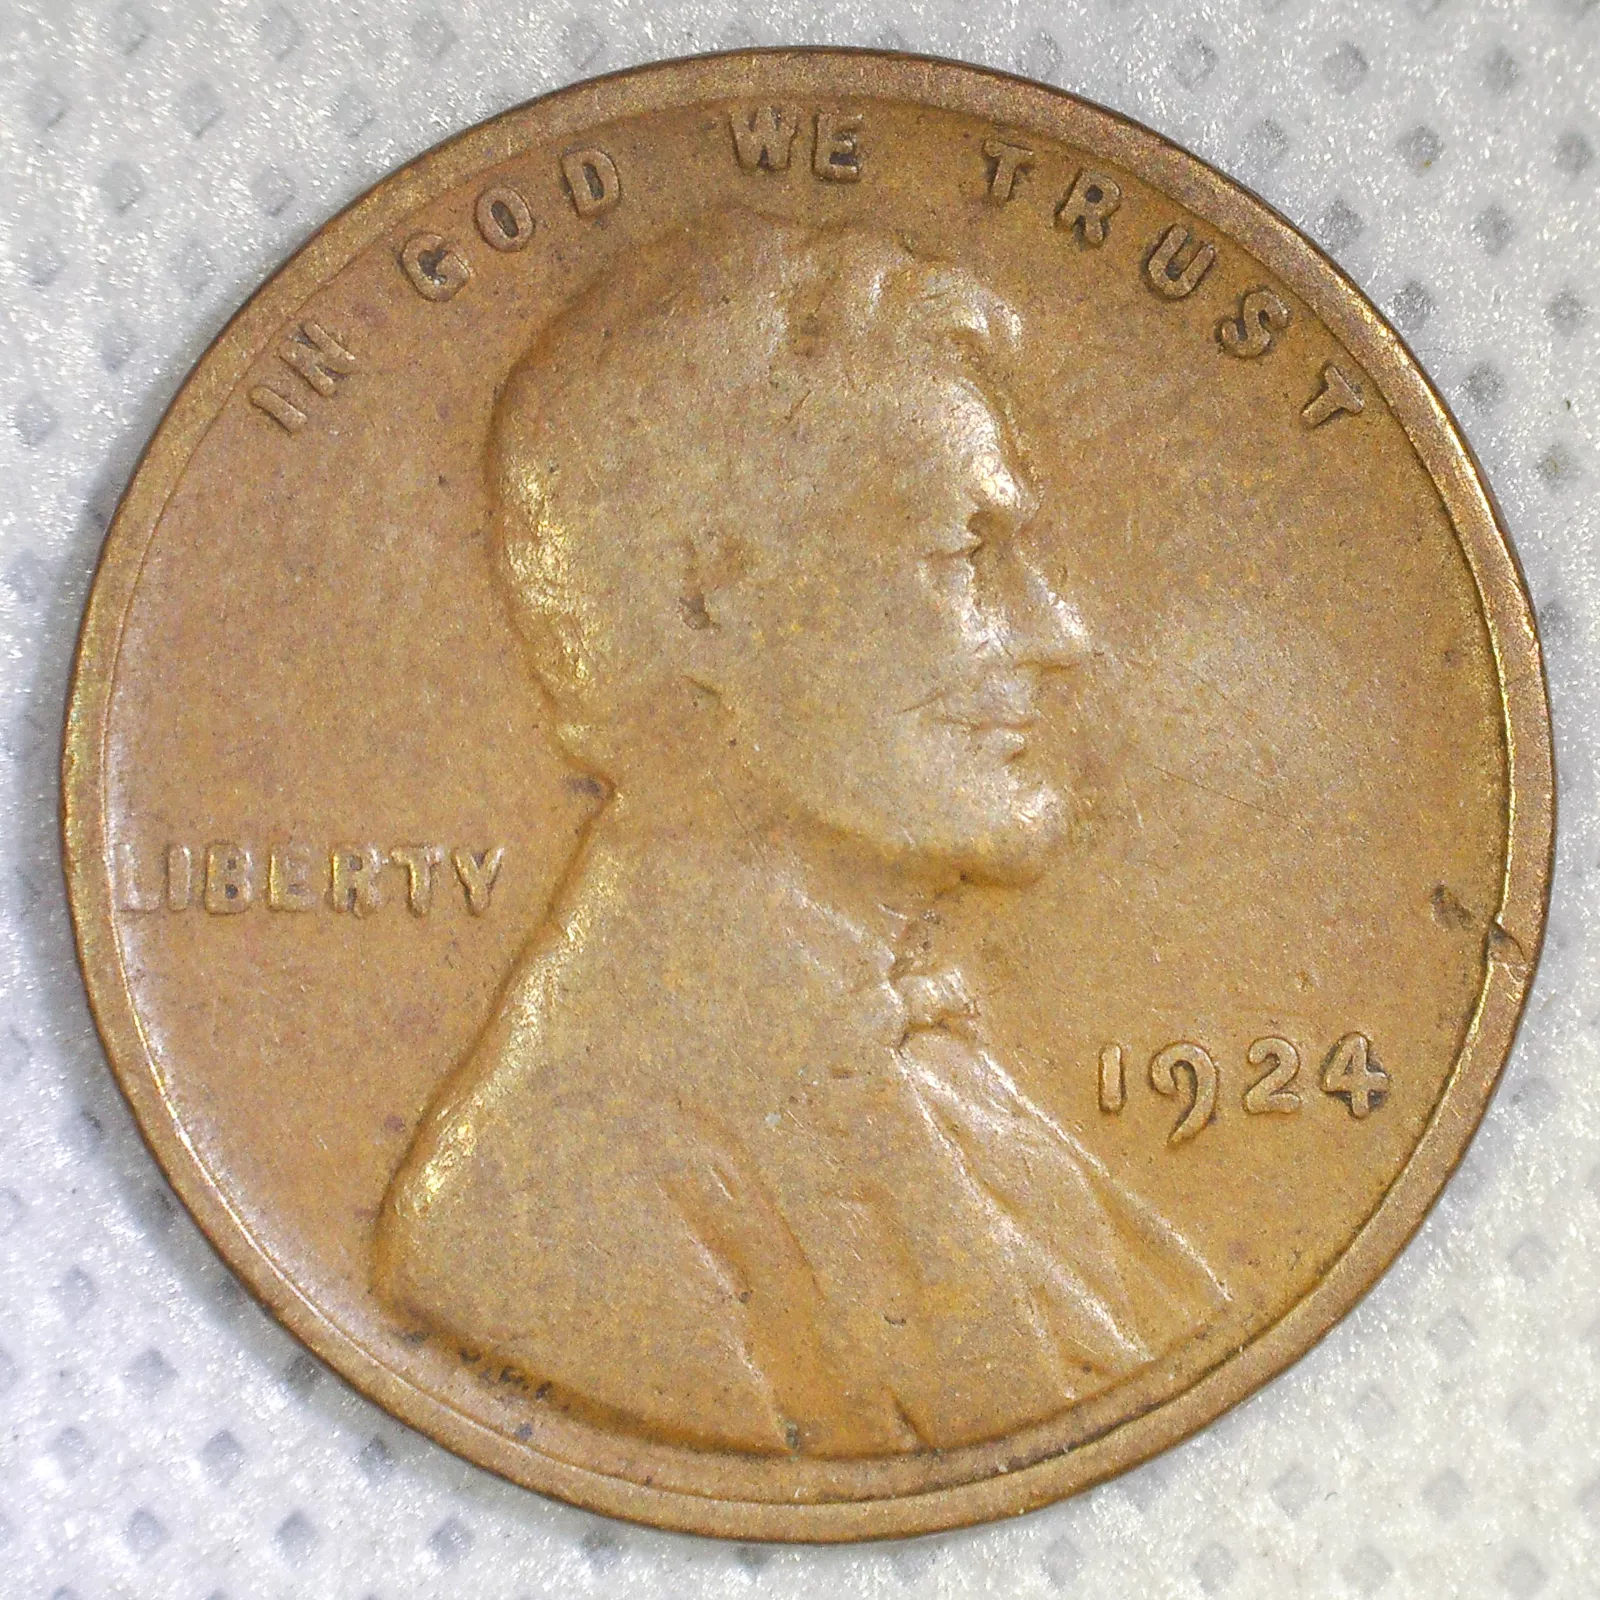 IN GOD WE TRUST
LIBERTY
1924